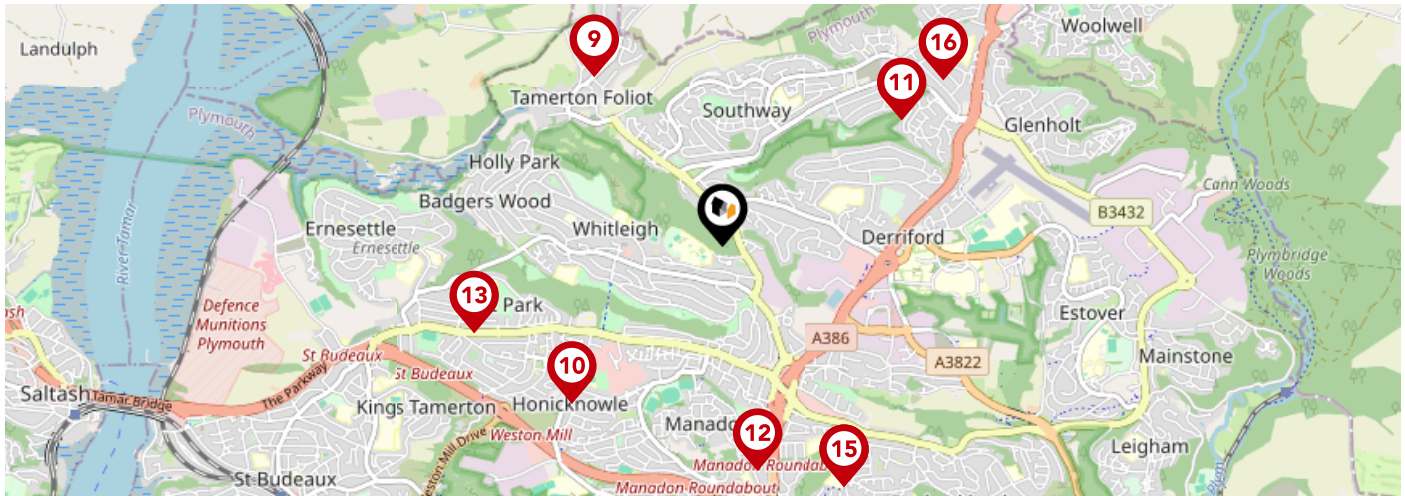 Landulph
9
Plymouth
16
Woolwell
11
Tamerton Foliot
Southway
Glenholt
Plymouth
Holly Park
Badgers Wood
Cann Woods
B3432
Ernesettle
Ernesettle
Whitleigh
Derriford
River Tamar
Plymbridge
Woods
13
Park
Defence
Munitions
Plymouth
Estover
A386
St Budeaux
A3822
Mainstone
10
St Budeaux
The Parkway
Saltash
Tamar Bridge
Kings Tamerton
Honicknowle
Manado
12
Weston Mill
15
Leigham
Manadon Roundab
Weston Mill Drive
St Budeaux
Manadon Roundabout
Plym